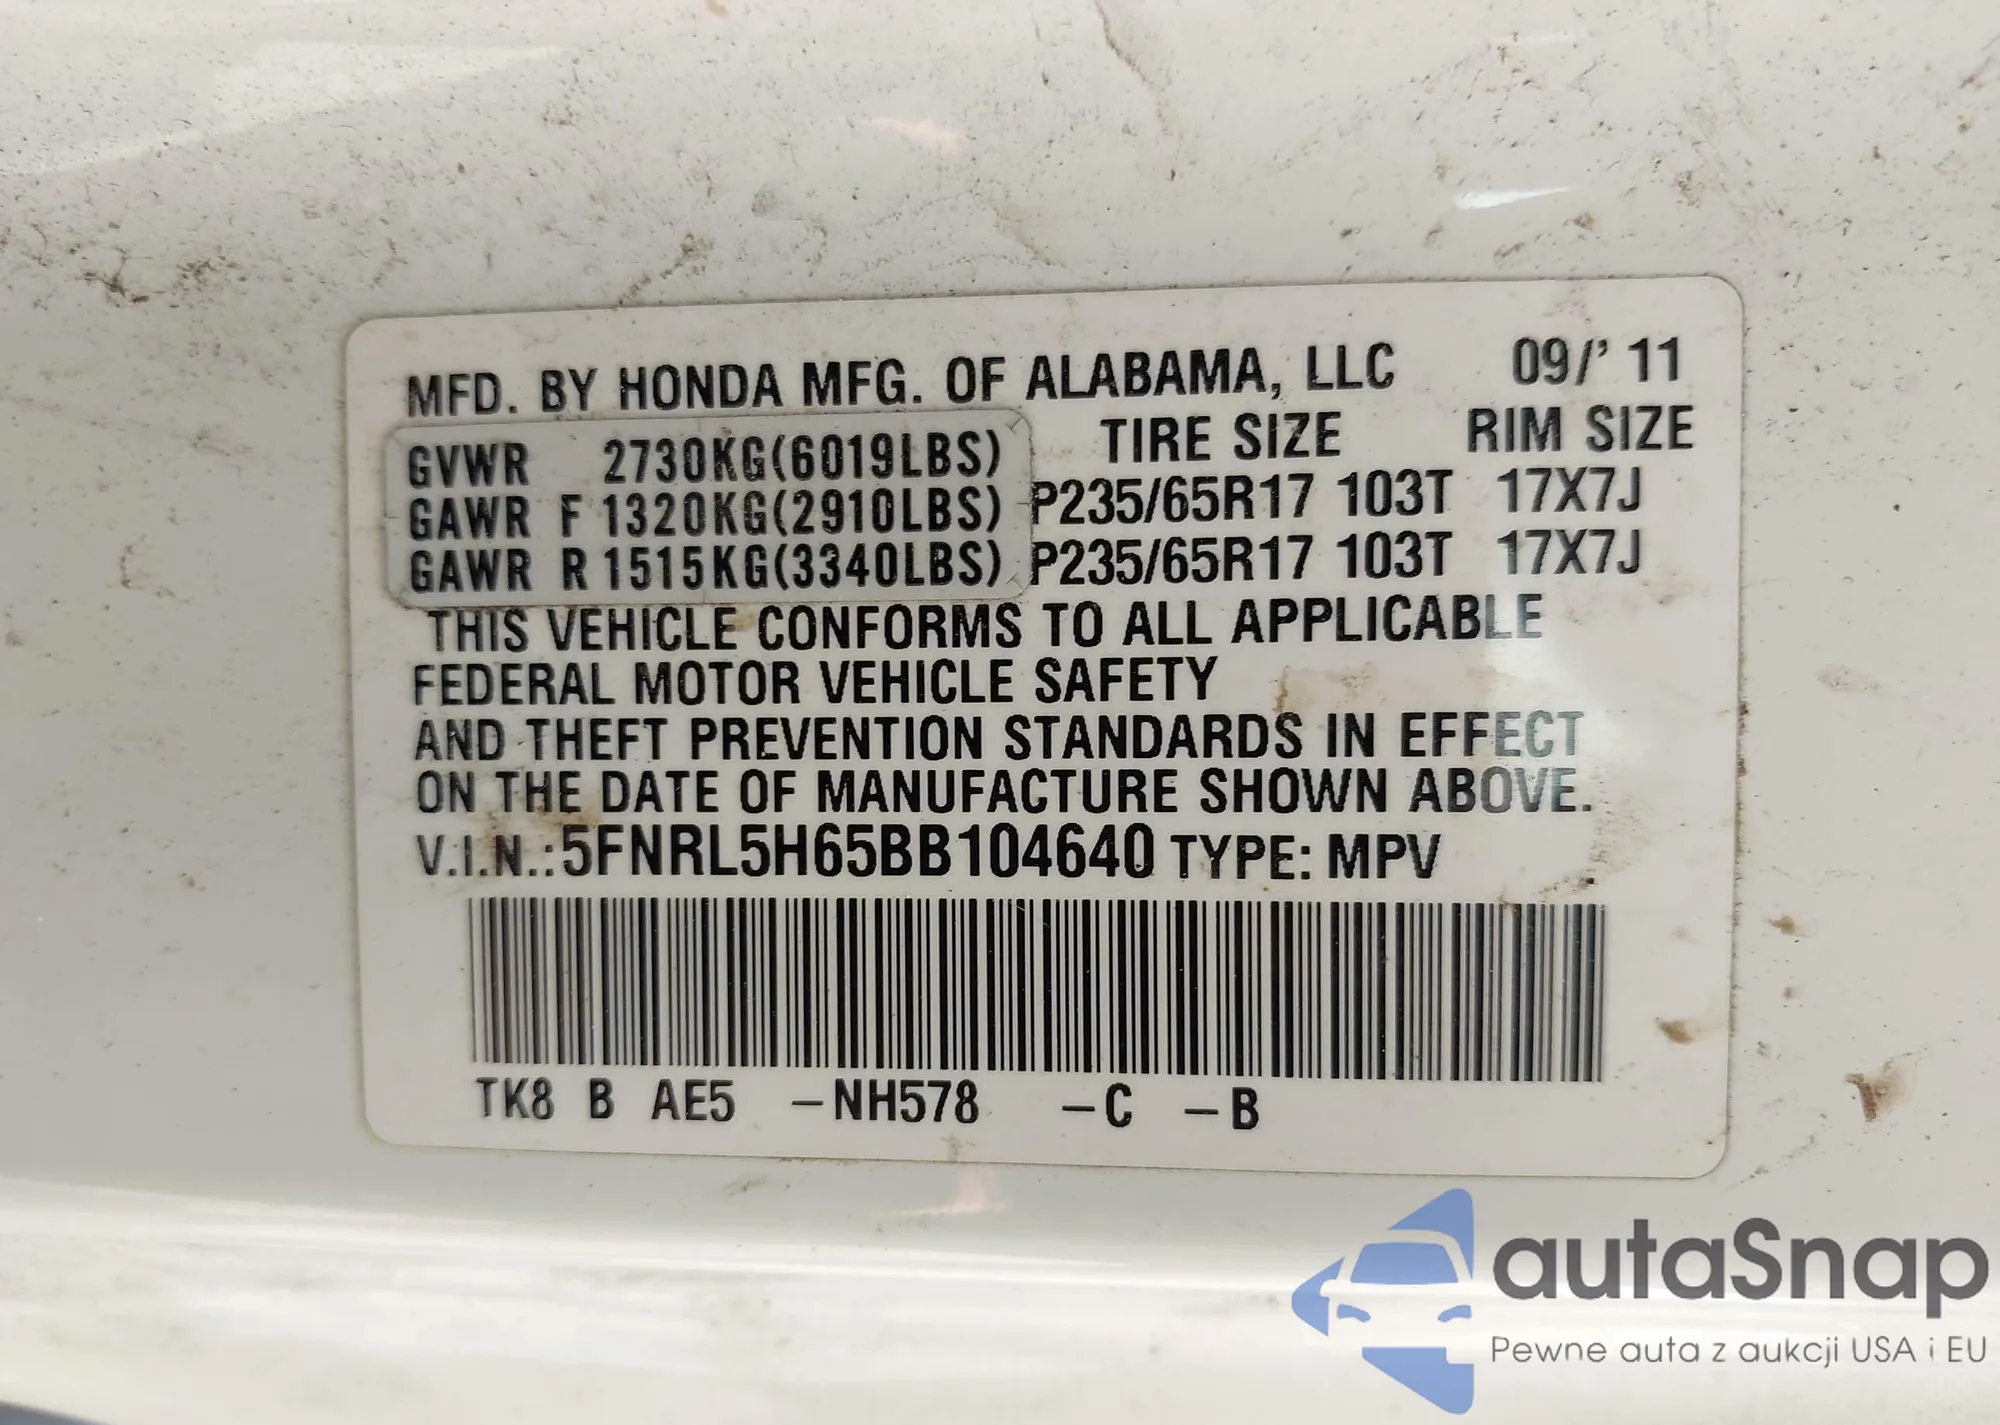 MFD. BY HONDA MFG. OF ALABAMA, LLC 09/' 11
TIRE SIZE RIM SIZE
GVWR 2730KG(6019LBS)
GAWR F 1320KG(2910LBS) P235/65R17 103T 17X7J
GAWR R 1515KG(3340LBS) P235/65R17 103T 17X7J
THIS VEHICLE CONFORMS TO ALL APPLICABLE
FEDERAL MOTOR VEHICLE SAFETY
AND THEFT PREVENTION STANDARDS IN EFFECT
ON THE DATE OF MANUFACTURE SHOWN ABOVE.
V.I.N.:5FNRL5H65BB104640 TYPE: MPV
TK8 B AE5 –NH578 –C –B
autaSnap
Pewne auta z aukcji USA i EU